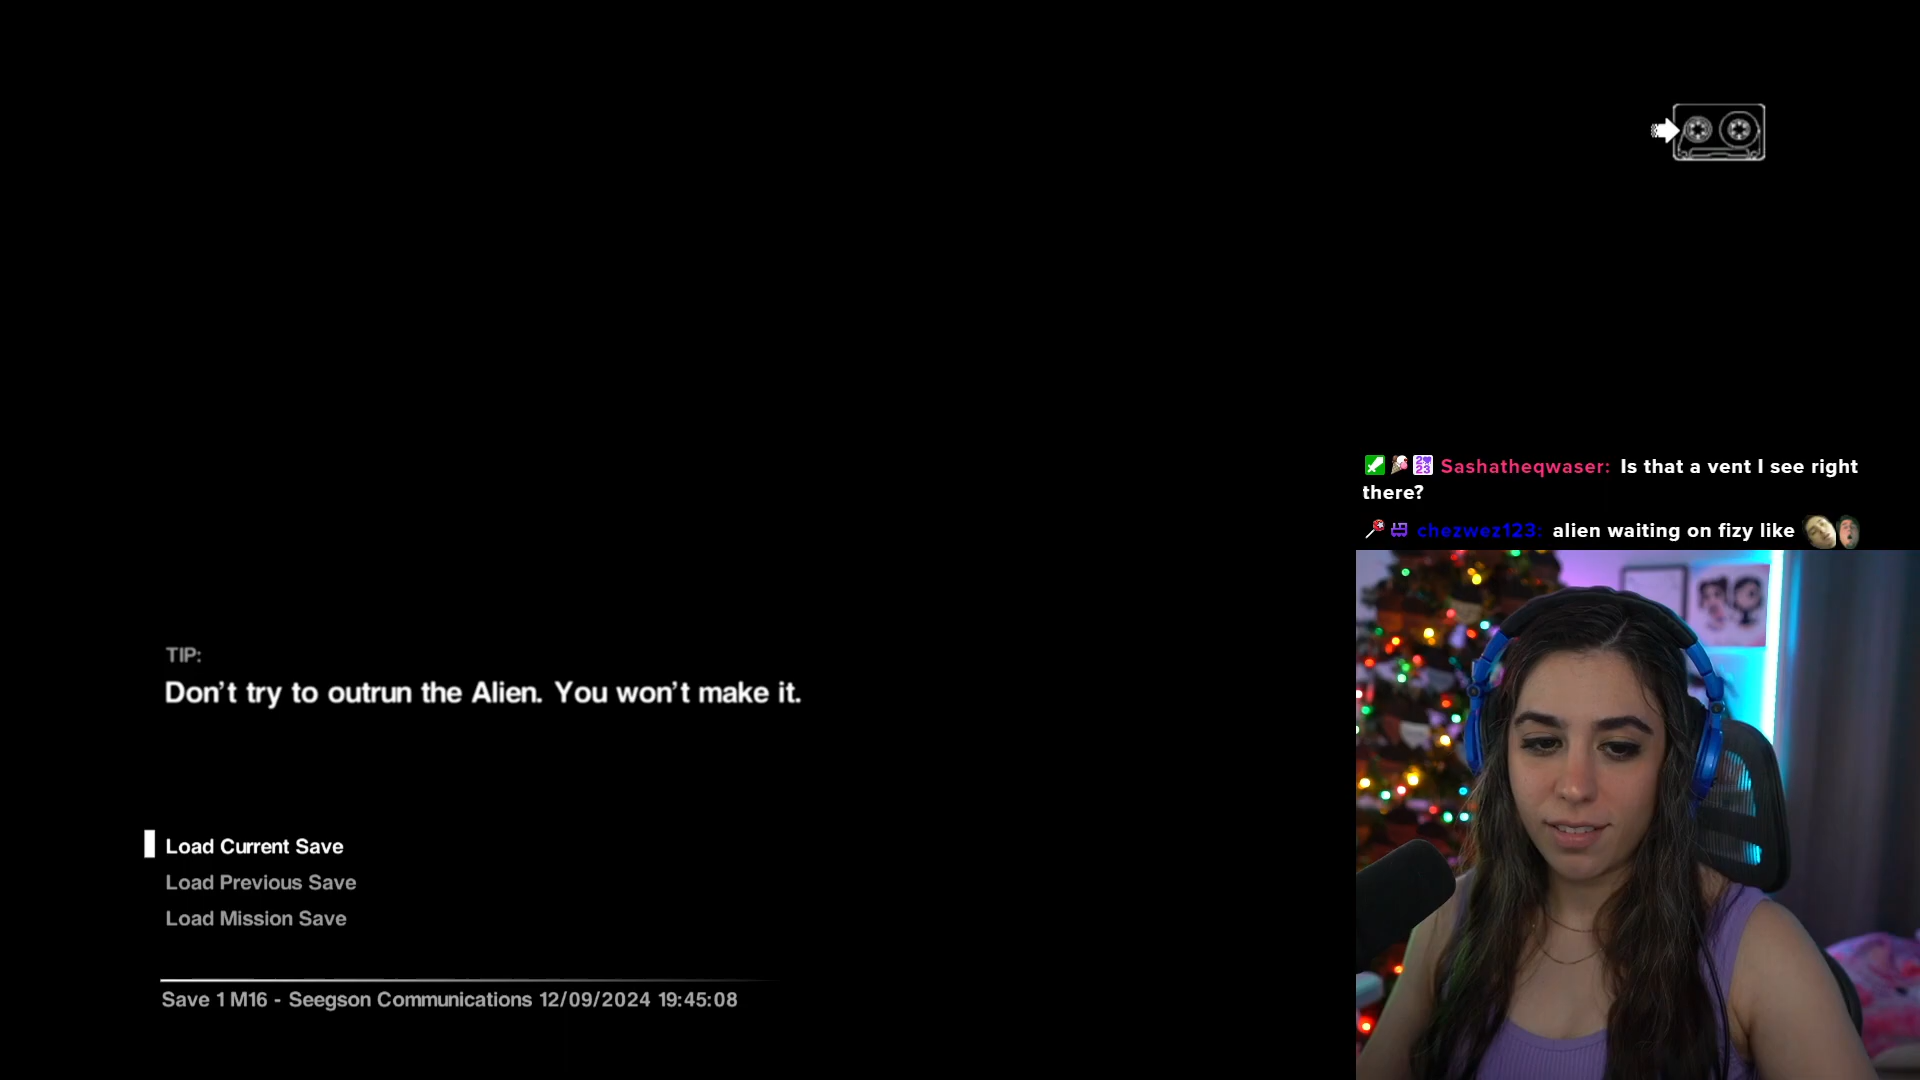 Sashatheqwaser: Is that a vent I see right
there?
chezwez123: alien waiting on fizy like
TIP:
Don't try to outrun the Alien. You won't make it.
Load Current Save
Load Previous Save
Load Mission Save
Save 1 M16 - Seegson Communications 12/09/2024 19:45:08